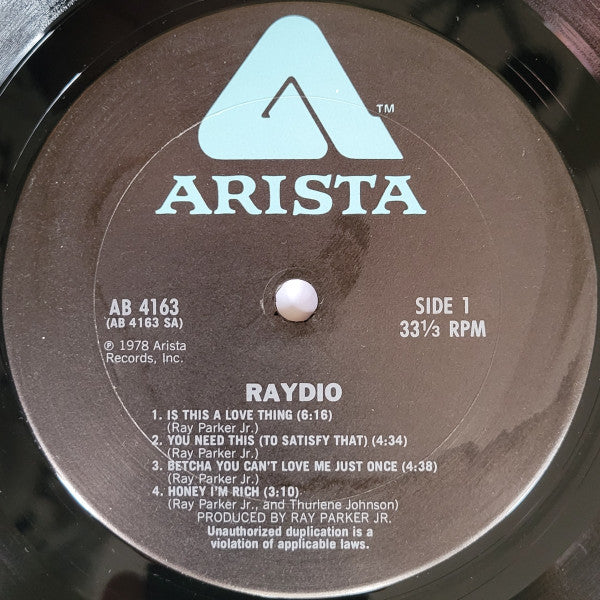 TM
ARISTA
AB 4163
(AB 4163 SA)
SIDE 1
33⅓ RPM
℗ 1978 Arista
Records, Inc.
RAYDIO
1. IS THIS A LOVE THING (6:16)
(Ray Parker Jr.)
2. YOU NEED THIS (TO SATISFY THAT) (4:34)
(Ray Parker Jr.)
3. BETCHA YOU CAN'T LOVE ME JUST ONCE (4:38)
(Ray Parker Jr.)
4. HONEY I'M RICH (3:10)
(Ray Parker Jr., and Thurlene Johnson)
PRODUCED BY RAY PARKER JR.
Unauthorized duplication is a
violation of applicable laws.